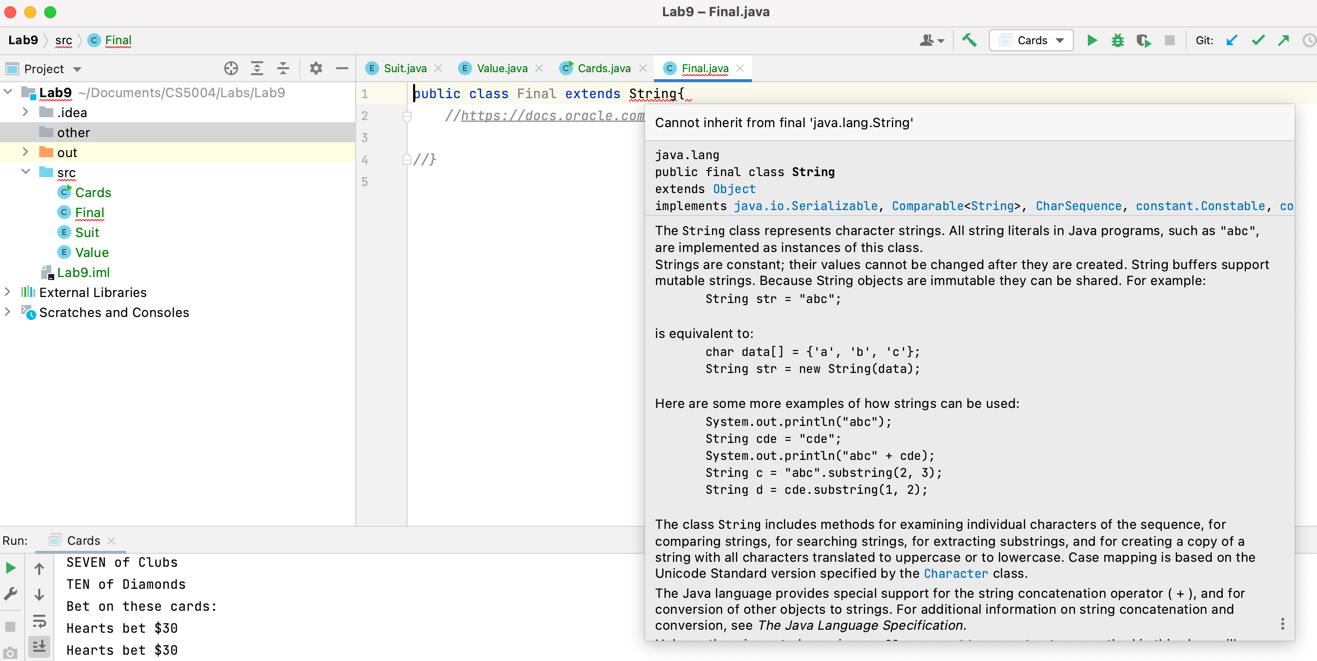 Lab9 – Final.java
Lab9 src Final
Cards Git:
Project
Suit.java Value.java Cards.java Final.java
Lab9 ~/Documents/CS5004/Labs/Lab9
.idea
other
out
src
Cards
Final
Suit
Value
Lab9.iml
External Libraries
Scratches and Consoles
1 public class Final extends String{
2 //https://docs.oracle.com
3
4 //}
5
Cannot inherit from final 'java.lang.String'
java.lang
public final class String
extends Object
implements java.io.Serializable, Comparable<String>, CharSequence, constant.Constable, co
The String class represents character strings. All string literals in Java programs, such as "abc",
are implemented as instances of this class.
Strings are constant; their values cannot be changed after they are created. String buffers support
mutable strings. Because String objects are immutable they can be shared. For example:
String str = "abc";
is equivalent to:
char data[] = {'a', 'b', 'c'};
String str = new String(data);
Here are some more examples of how strings can be used:
System.out.println("abc");
String cde = "cde";
System.out.println("abc" + cde);
String c = "abc".substring(2, 3);
String d = cde.substring(1, 2);
The class String includes methods for examining individual characters of the sequence, for
comparing strings, for searching strings, for extracting substrings, and for creating a copy of a
string with all characters translated to uppercase or to lowercase. Case mapping is based on the
Unicode Standard version specified by the Character class.
The Java language provides special support for the string concatenation operator ( + ), and for
conversion of other objects to strings. For additional information on string concatenation and
conversion, see The Java Language Specification.
Run: Cards
SEVEN of Clubs
TEN of Diamonds
Bet on these cards:
Hearts bet $30
Hearts bet $30